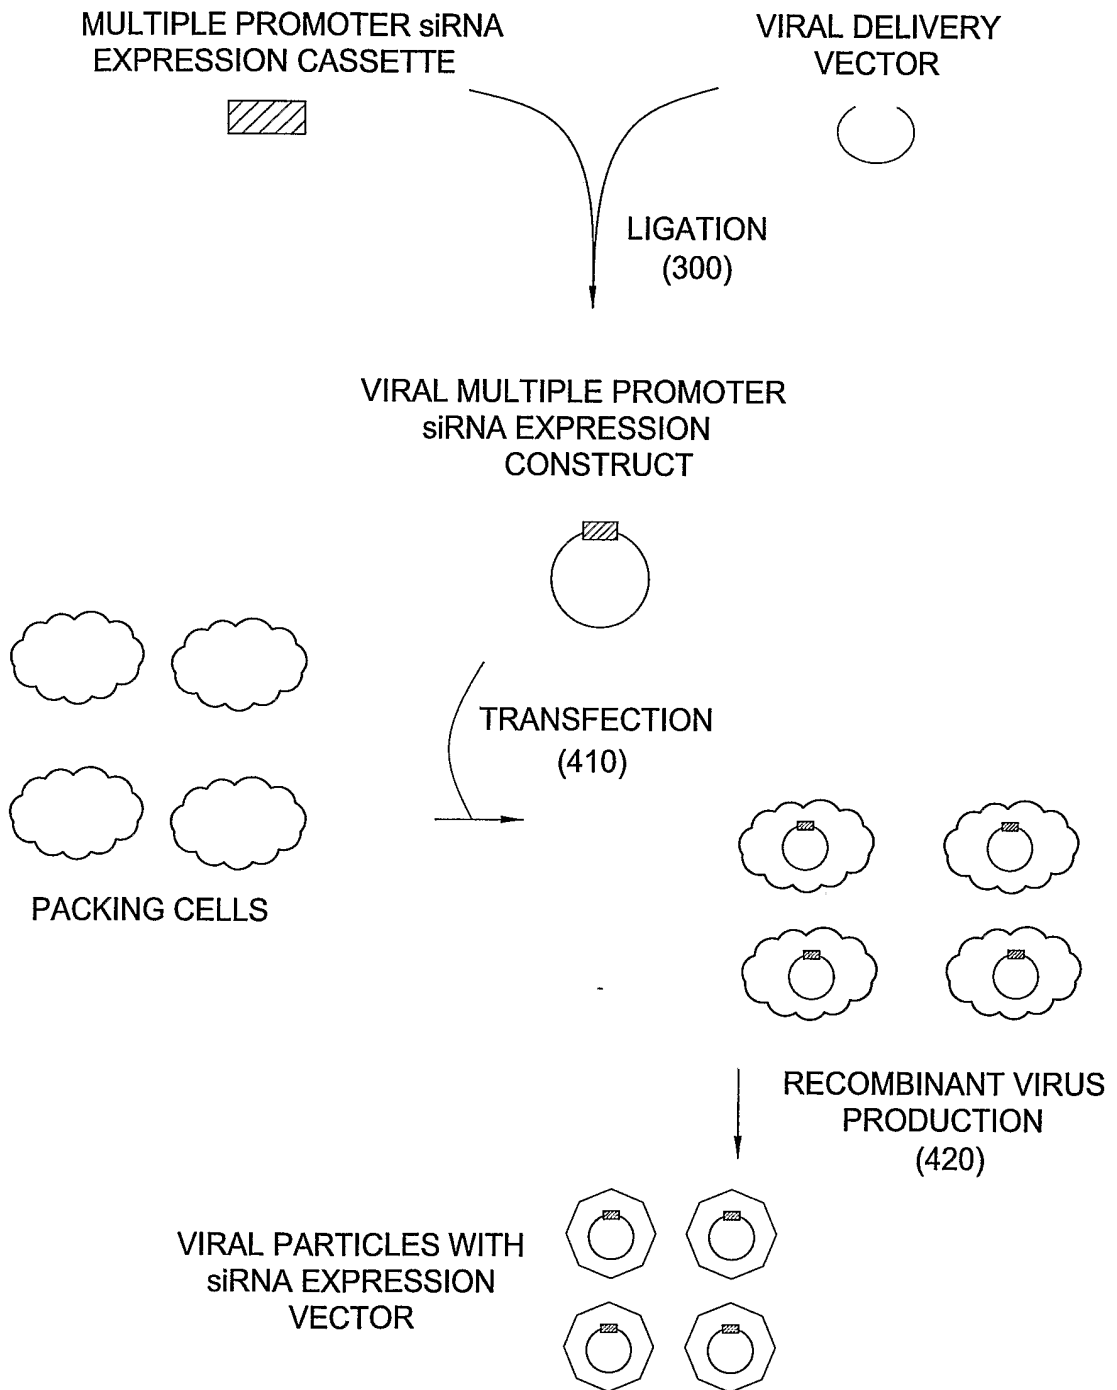 MULTIPLE PROMOTER siRNA
EXPRESSION CASSETTE
VIRAL DELIVERY
VECTOR
LIGATION
(300)
VIRAL MULTIPLE PROMOTER
siRNA EXPRESSION
CONSTRUCT
TRANSFECTION
(410)
PACKING CELLS
RECOMBINANT VIRUS
PRODUCTION
(420)
VIRAL PARTICLES WITH
siRNA EXPRESSION
VECTOR